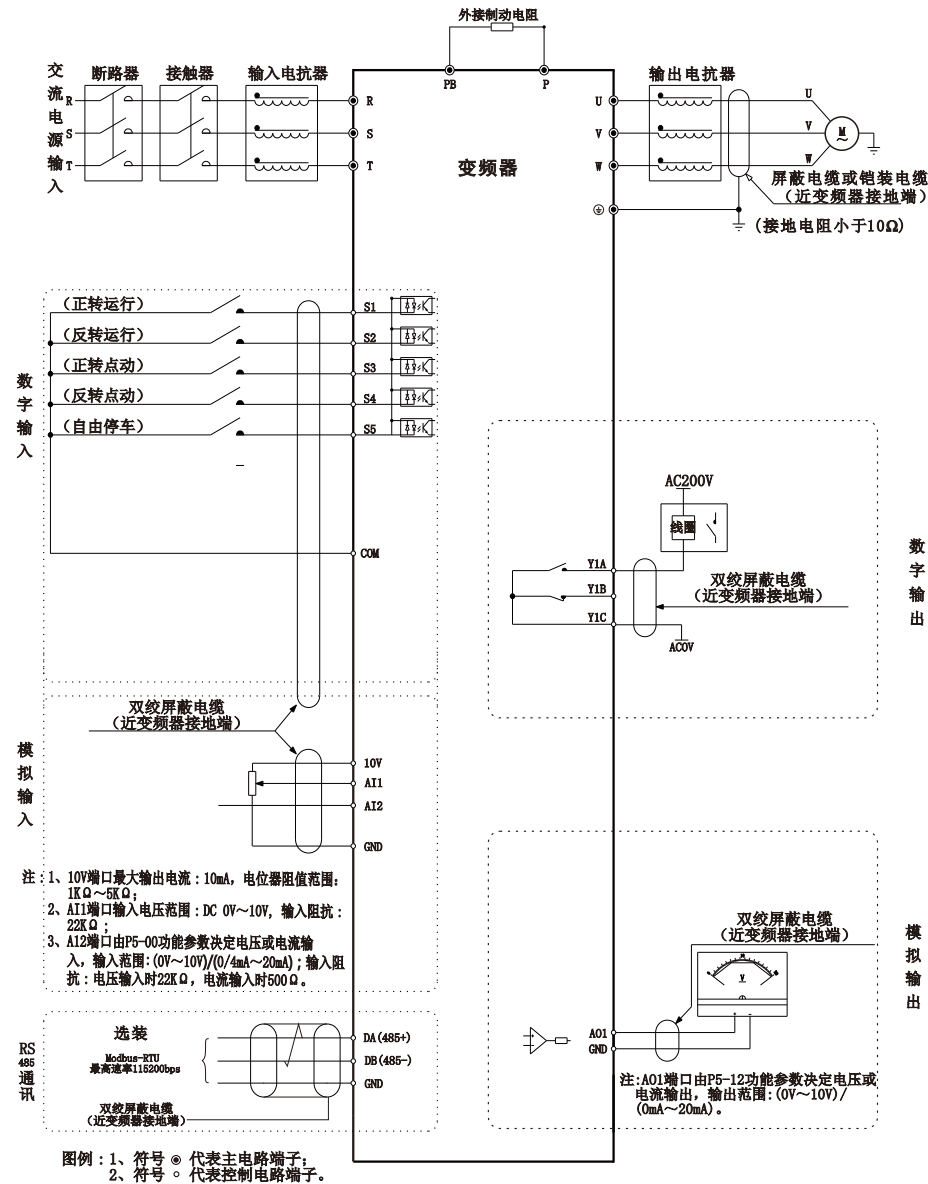 外接制动电阻
PB
P
交流电源输入
断路器
接触器
输入电抗器
输出电抗器
R
S
T
R
S
T
变频器
U
V
W
U
V
W
M
~
屏蔽电缆或铠装电缆
（近变频器接地端）
(接地电阻小于10Ω)
数字输入
（正转运行）
S1
（反转运行）
S2
（正转点动）
S3
（反转点动）
S4
（自由停车）
S5
COM
AC200V
线圈
Y1A
Y1B
Y1C
双绞屏蔽电缆
（近变频器接地端）
AC0V
数字输出
模拟输入
双绞屏蔽电缆
（近变频器接地端）
10V
AI1
AI2
GND
注：1、10V端口最大输出电流：10mA，电位器阻值范围：
1KΩ～5KΩ；
2、AI1端口输入电压范围：DC 0V～10V, 输入阻抗：
22KΩ；
3、AI2端口由P5-00功能参数决定电压或电流输
入，输入范围：(0V～10V)/(0/4mA～20mA)；输入阻
抗：电压输入时22KΩ，电流输入时500Ω。
模拟输出
双绞屏蔽电缆
（近变频器接地端）
V
+
-
AO1
GND
注:AO1端口由P5-12功能参数决定电压或
电流输出，输出范围:(0V～10V)/
(0mA～20mA)。
RS
485
通
讯
选装
Modbus-RTU
最高速率115200bps
DA(485+)
DB(485-)
GND
双绞屏蔽电缆
（近变频器接地端）
图例：1、符号 ◉ 代表主电路端子；
2、符号 ○ 代表控制电路端子。